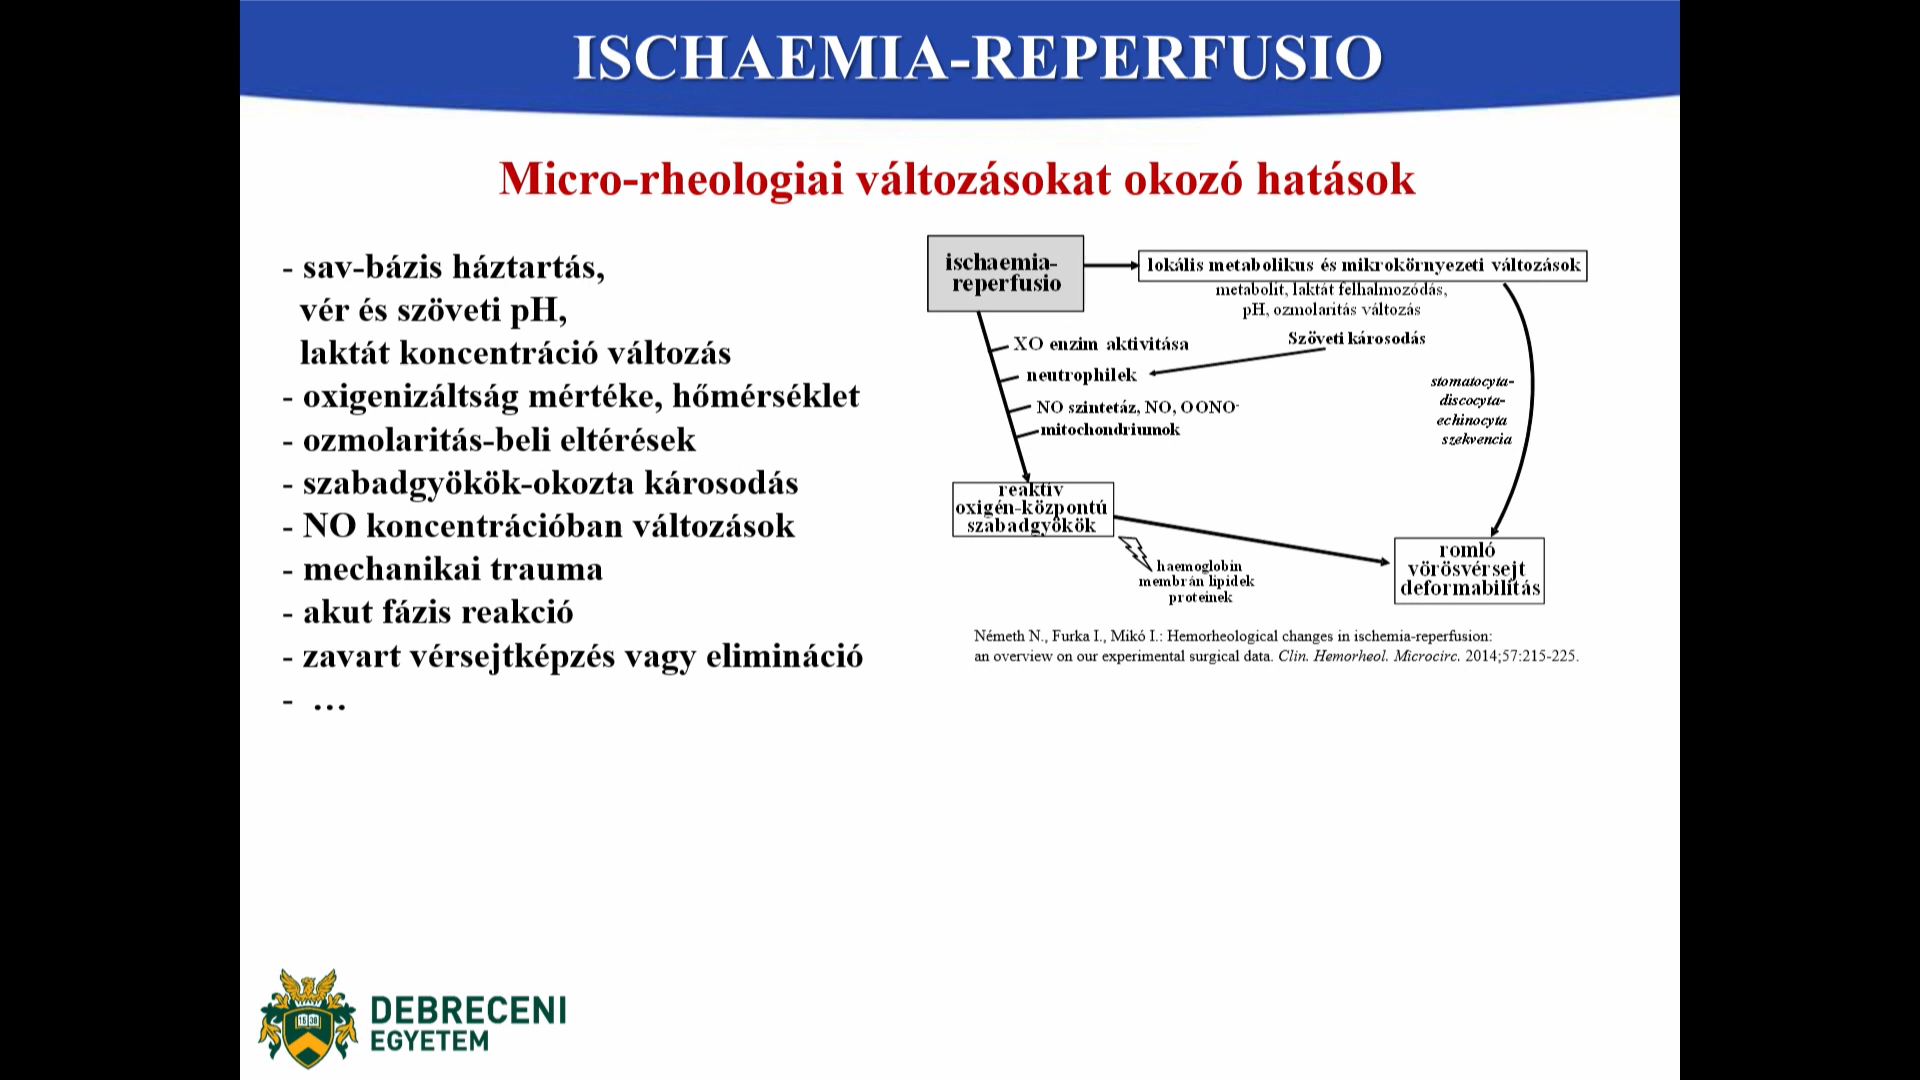 ISCHAEMIA-REPERFUSIO
Micro-rheologiai változásokat okozó hatások
- sav-bázis háztartás,
vér és szöveti pH,
laktát koncentráció változás
- oxigenizáltság mértéke, hőmérséklet
- ozmolaritás-beli eltérések
- szabadgyökök-okozta károsodás
- NO koncentrációban változások
- mechanikai trauma
- akut fázis reakció
- zavart vérsejtképzés vagy elimináció
- …
ischaemia-
reperfusio
lokális metabolikus és mikrokörnyezeti változások
metabolit, laktát felhalmozódás,
pH, ozmolaritás változás
Szöveti károsodás
XO enzim aktivitása
neutrophilek
NO szintetáz, NO, OONO-
mitochondriumok
stomatocyta-
discocyta-
echinocyta
szekvencia
reaktív
oxigén-központú
szabadgyökök
haemoglobin
membrán lipidek
proteinek
romló
vörösvérsejt
deformabilitás
Németh N., Furka I., Mikó I.: Hemorheological changes in ischemia-reperfusion:
an overview on our experimental surgical data. Clin. Hemorheol. Microcirc. 2014;57:215-225.
1538
DEBRECENI
EGYETEM